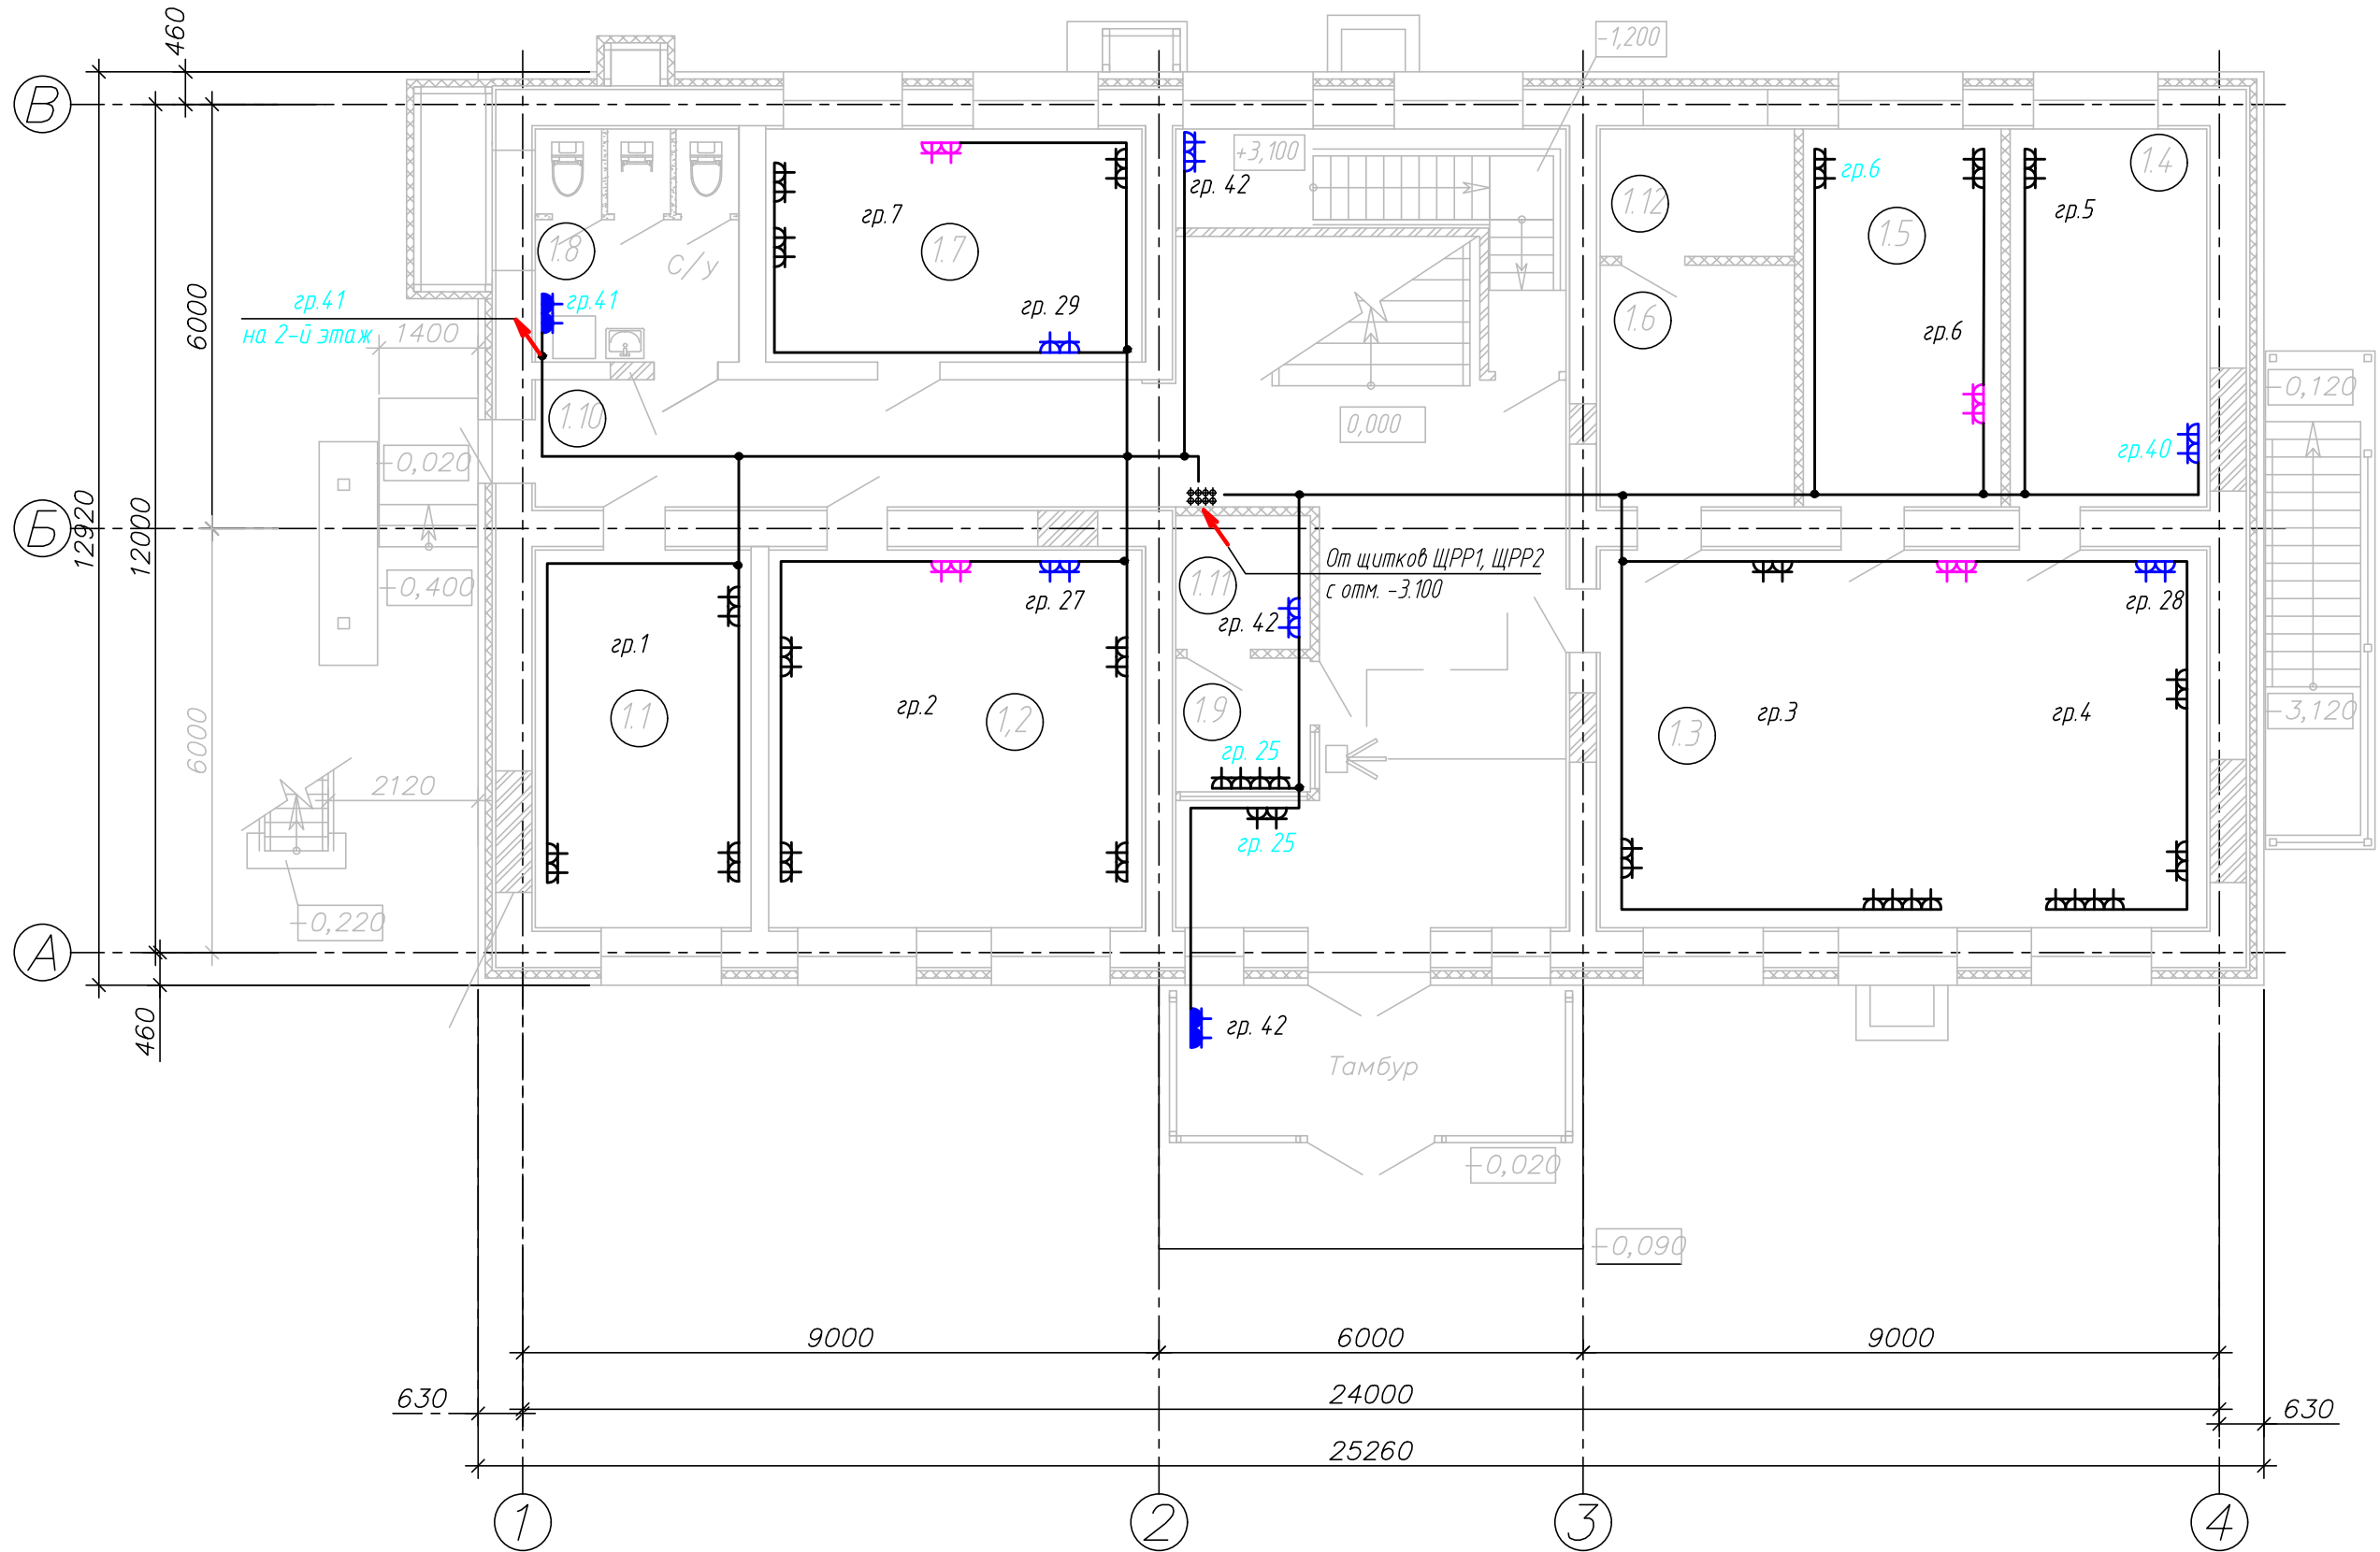 460
-1,200
В
+3,100
гр. 42
гр.6
1.4
1.12
гр.7
гр.5
1.8
1.7
1.5
С/у
6000
гр.41
на 2-й этаж
гр.41
гр. 29
1.6
гр.6
1400
-0,120
1.10
0,000
-0,020
гр.40
12920
12000
Б
От щитков ЩРР1, ЩРР2
с отм. -3.100
-0,400
1.11
гр. 27
гр. 42
гр. 28
гр.1
гр.2
1.1
1,2
1.9
гр.3
гр.4
1.3
-3,120
6000
гр. 25
2120
гр. 25
-0,220
А
460
гр. 42
Тамбур
-0,020
-0,090
9000
6000
9000
630
24000
630
25260
1
2
3
4